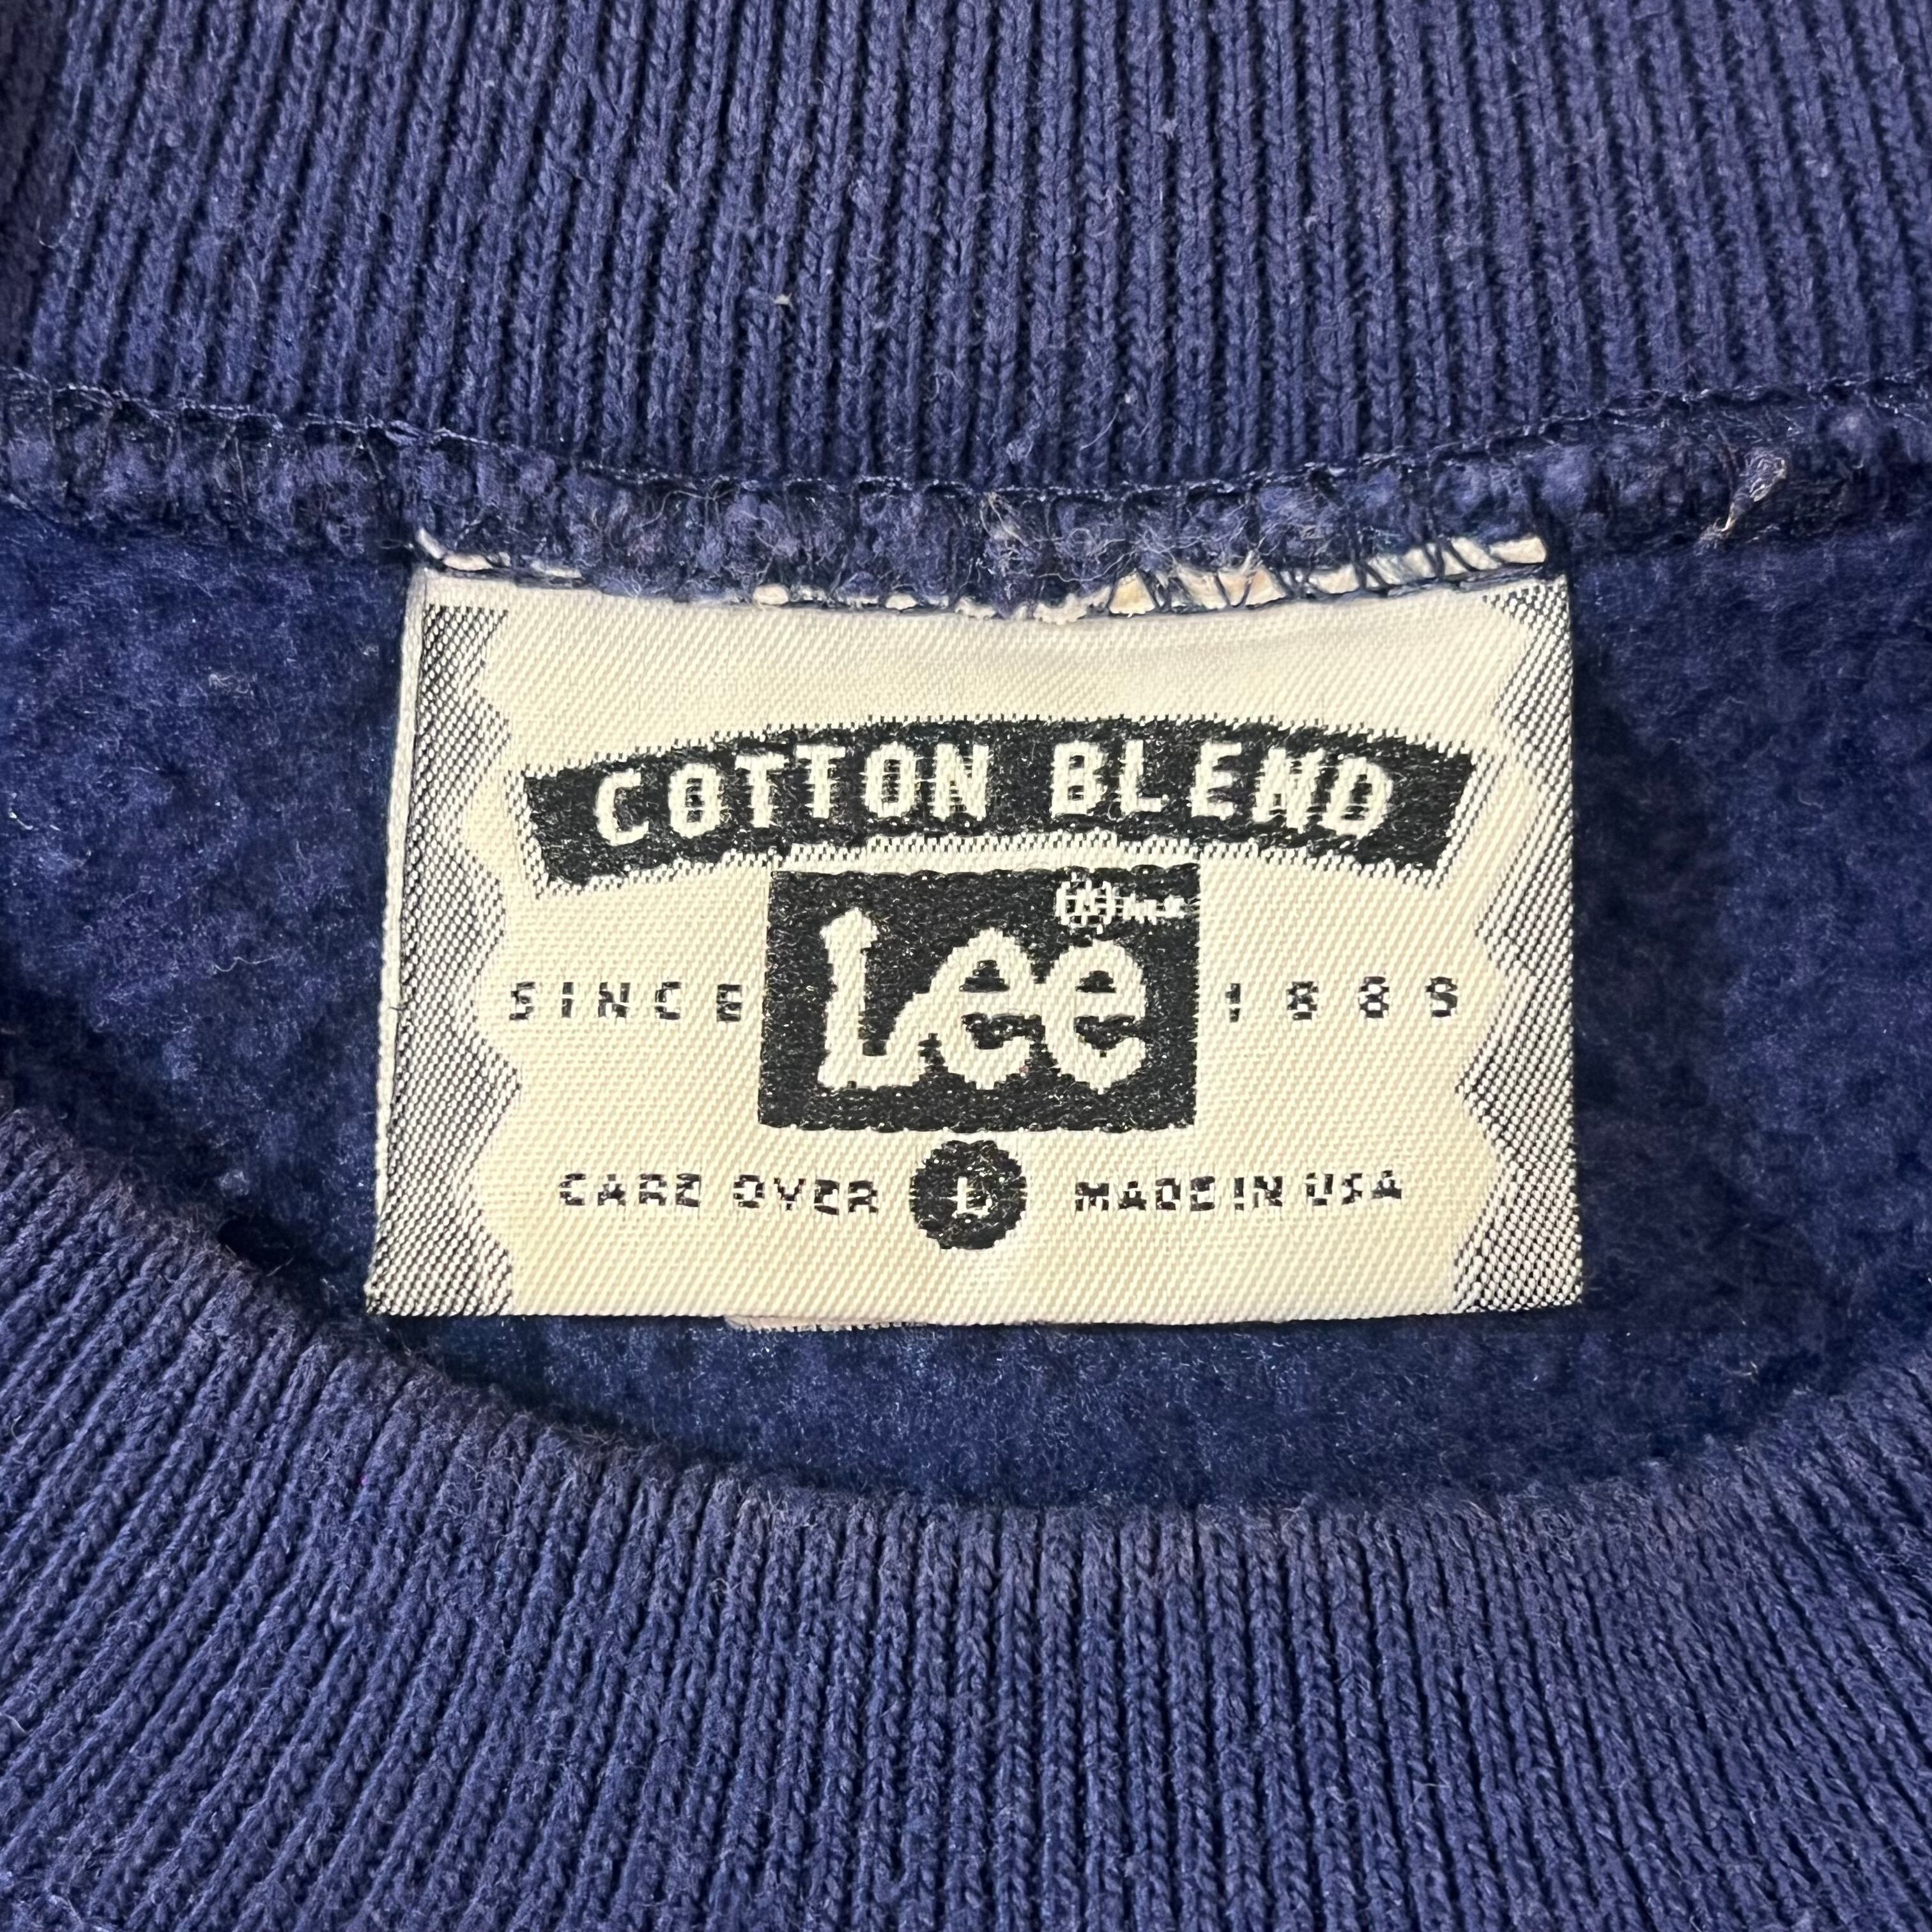 COTTON BLEND
Lee
SINCE 1889
CARE OVER L MADE IN USA